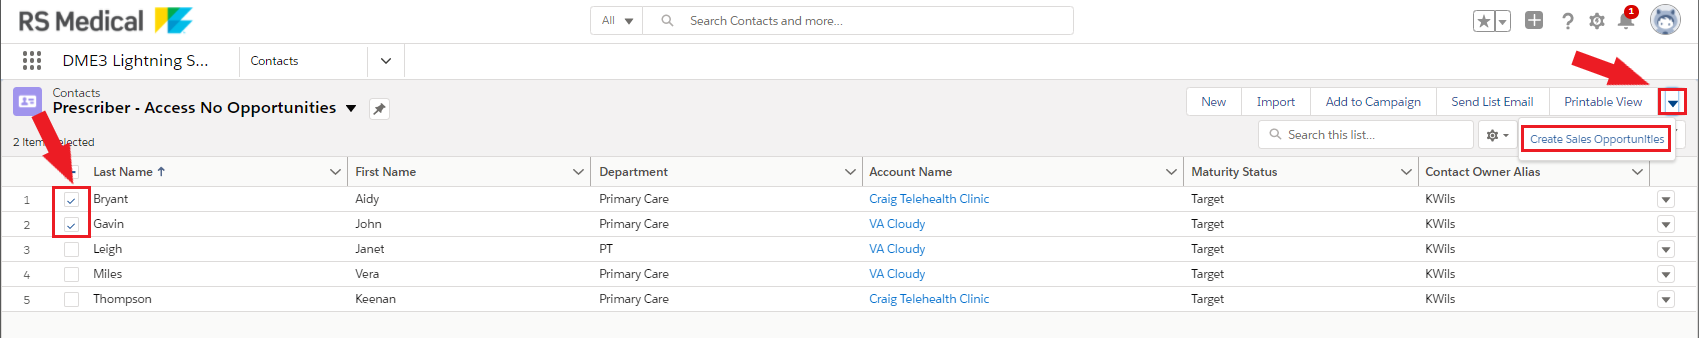 RS Medical
All Search Contacts and more...
1
DME3 Lightning S... Contacts
Contacts
Prescriber - Access No Opportunities
New Import Add to Campaign Send List Email Printable View
2 Items selected
Search this list...
Create Sales Opportunities
Last Name First Name Department Account Name Maturity Status Contact Owner Alias
1 Bryant Aidy Primary Care Craig Telehealth Clinic Target KWils
2 Gavin John Primary Care VA Cloudy Target KWils
3 Leigh Janet PT VA Cloudy Target KWils
4 Miles Vera Primary Care VA Cloudy Target KWils
5 Thompson Keenan Primary Care Craig Telehealth Clinic Target KWils